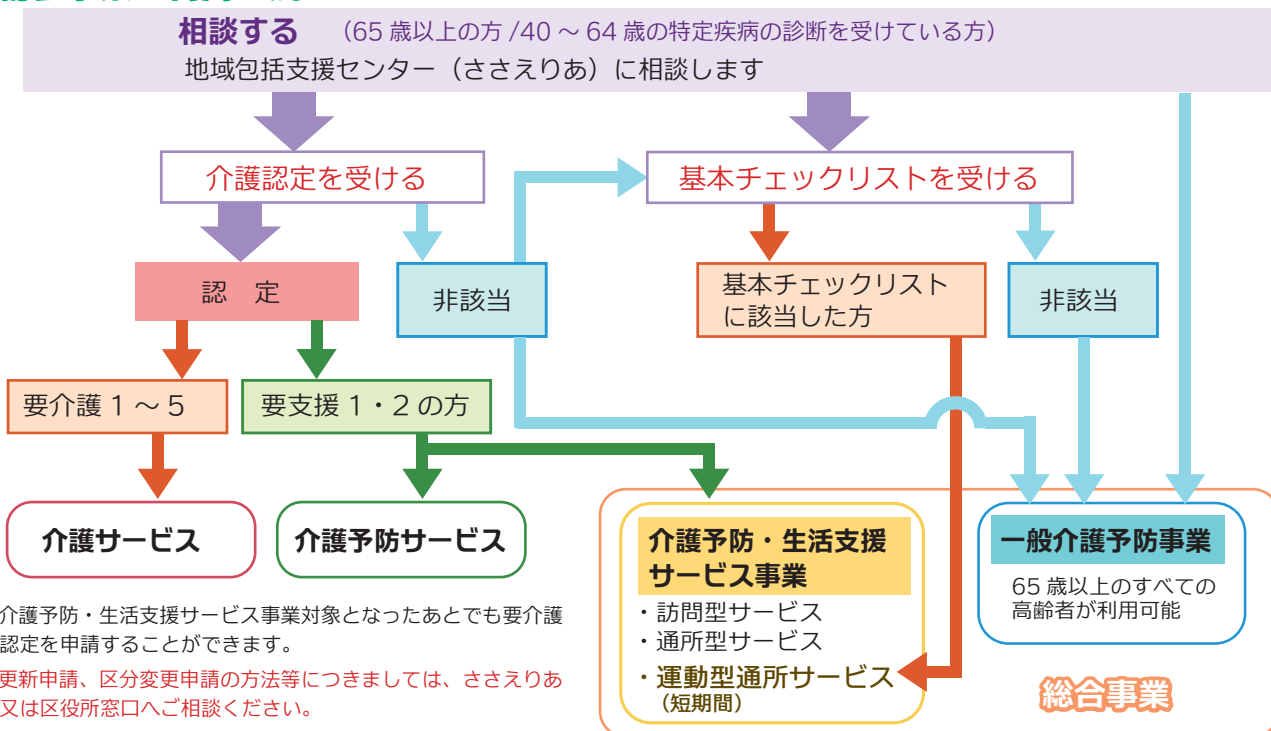 相談する （65 歳以上の方 /40 ～ 64 歳の特定疾病の診断を受けている方）
地域包括支援センター（ささえりあ）に相談します
介護認定を受ける
基本チェックリストを受ける
認　定
非該当
基本チェックリスト
に該当した方
非該当
要介護 1 ～ 5
要支援 1・2 の方
介護サービス
介護予防サービス
介護予防・生活支援
サービス事業
・訪問型サービス
・通所型サービス
・運動型通所サービス
（短期間）
一般介護予防事業
65 歳以上のすべての
高齢者が利用可能
総合事業
介護予防・生活支援サービス事業対象となったあとでも要介護
認定を申請することができます。
更新申請、区分変更申請の方法等につきましては、ささえりあ
又は区役所窓口へご相談ください。